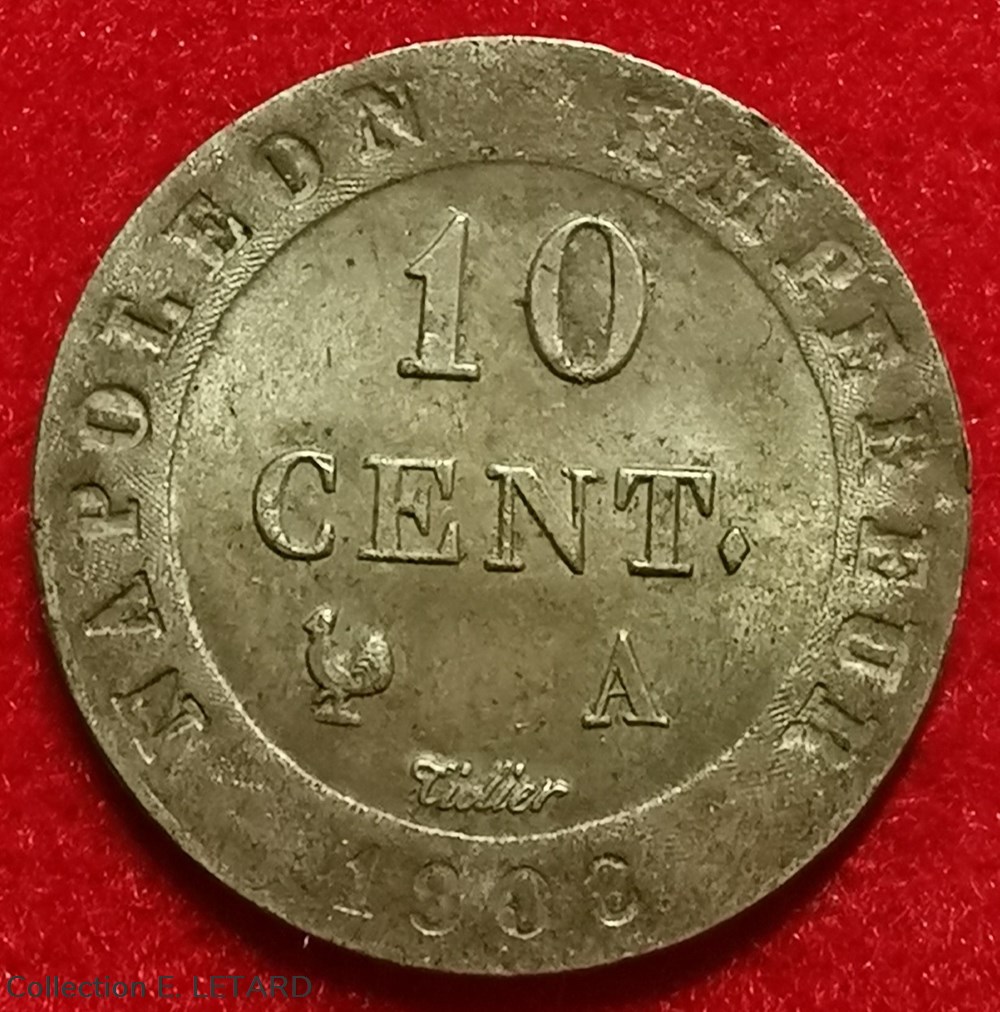 NAPOLEON EMPEREUR
10
CENT.
A
Tiolier
1808
Collection E. LETARD